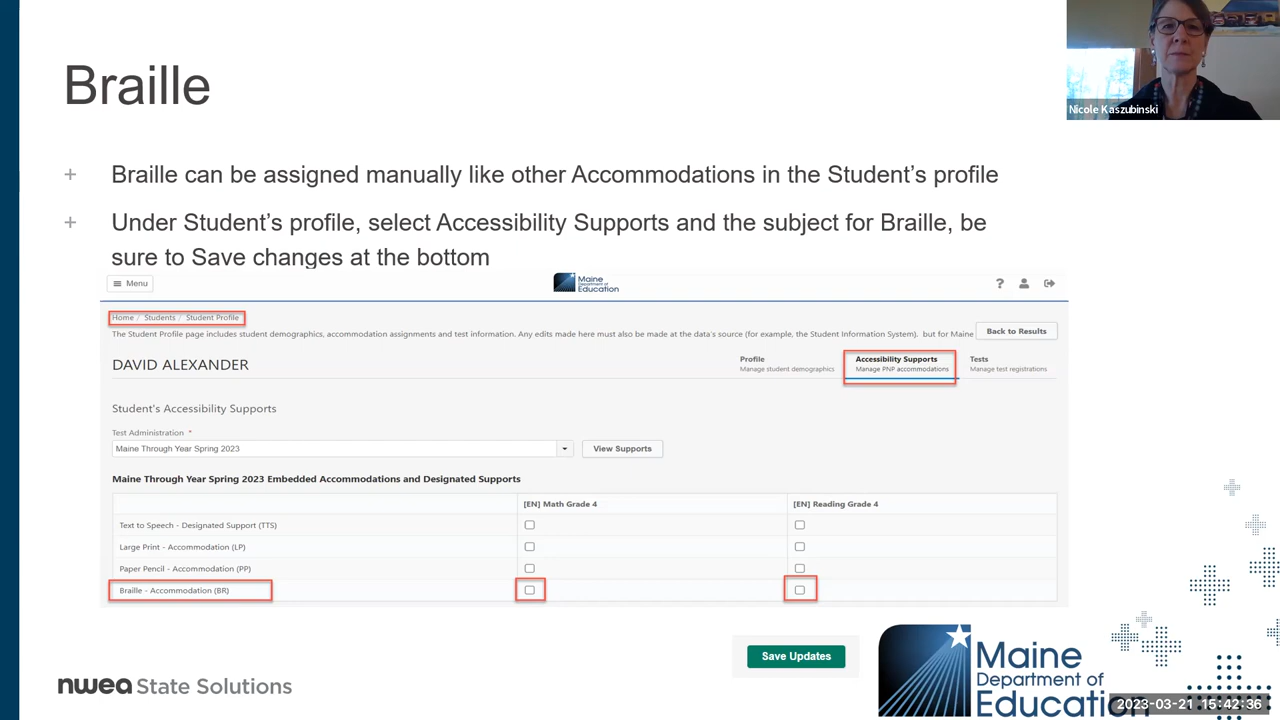 Braille
Nicole Kaszubinski
+ Braille can be assigned manually like other Accommodations in the Student's profile
+ Under Student's profile, select Accessibility Supports and the subject for Braille, be
sure to Save changes at the bottom
Menu
Maine
Department of
Education
?
Home / Students / Student Profile
The Student Profile page includes student demographics, accommodation assignments and test information. Any edits made here must also be made at the data's source (for example, the Student Information System). but for Maine
Back to Results
DAVID ALEXANDER
Profile
Manage student demographics
Accessibility Supports
Manage PNP accommodations
Tests
Manage test registrations
Student's Accessibility Supports
Test Administration *
Maine Through Year Spring 2023
View Supports
Maine Through Year Spring 2023 Embedded Accommodations and Designated Supports
[EN] Math Grade 4
[EN] Reading Grade 4
Text to Speech - Designated Support (TTS)
Large Print - Accommodation (LP)
Paper Pencil - Accommodation (PP)
Braille - Accommodation (BR)
Save Updates
nwea State Solutions
Maine
Department of
Education
2023-03-21 15:42:36